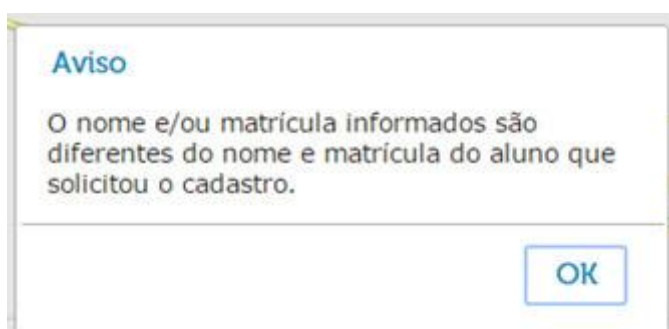 Aviso
O nome e/ou matrícula informados são
diferentes do nome e matrícula do aluno que
solicitou o cadastro.
OK